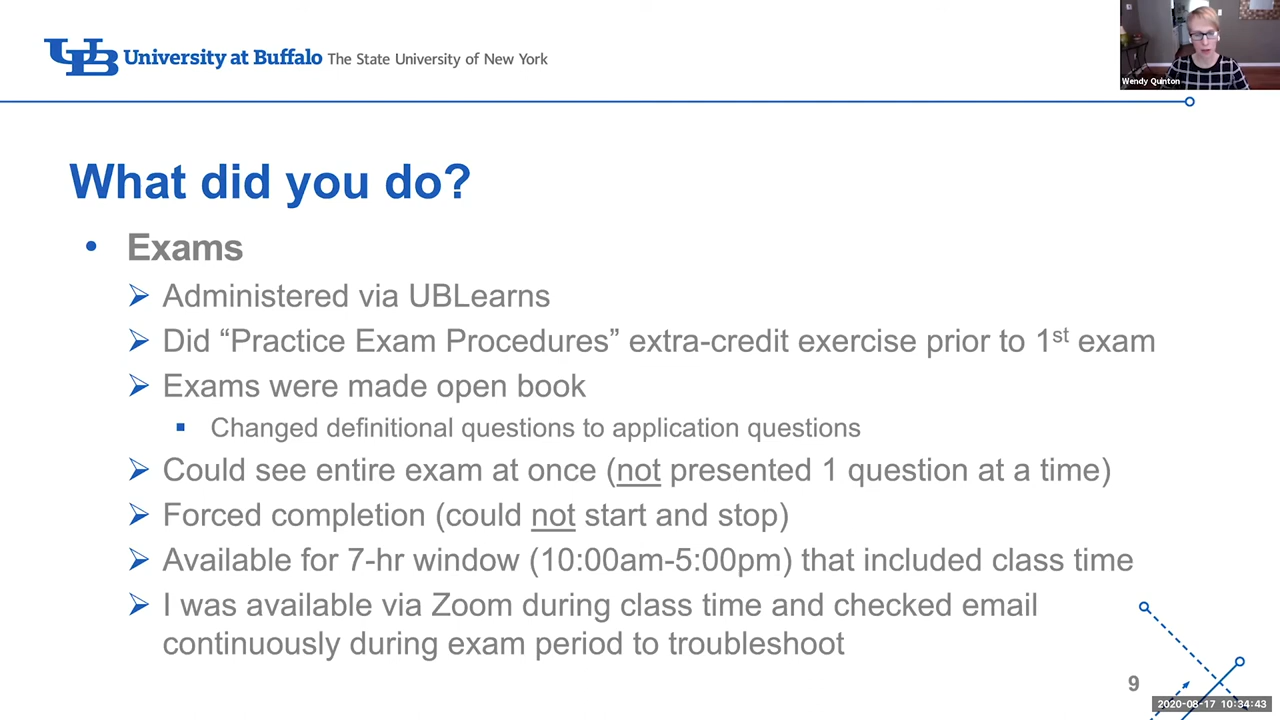 UB University at Buffalo The State University of New York
Wendy Quinton
What did you do?
• Exams
➢ Administered via UBLearns
➢ Did “Practice Exam Procedures” extra-credit exercise prior to 1st exam
➢ Exams were made open book
▪ Changed definitional questions to application questions
➢ Could see entire exam at once (not presented 1 question at a time)
➢ Forced completion (could not start and stop)
➢ Available for 7-hr window (10:00am-5:00pm) that included class time
➢ I was available via Zoom during class time and checked email
continuously during exam period to troubleshoot
9
2020-08-17 10:34:43